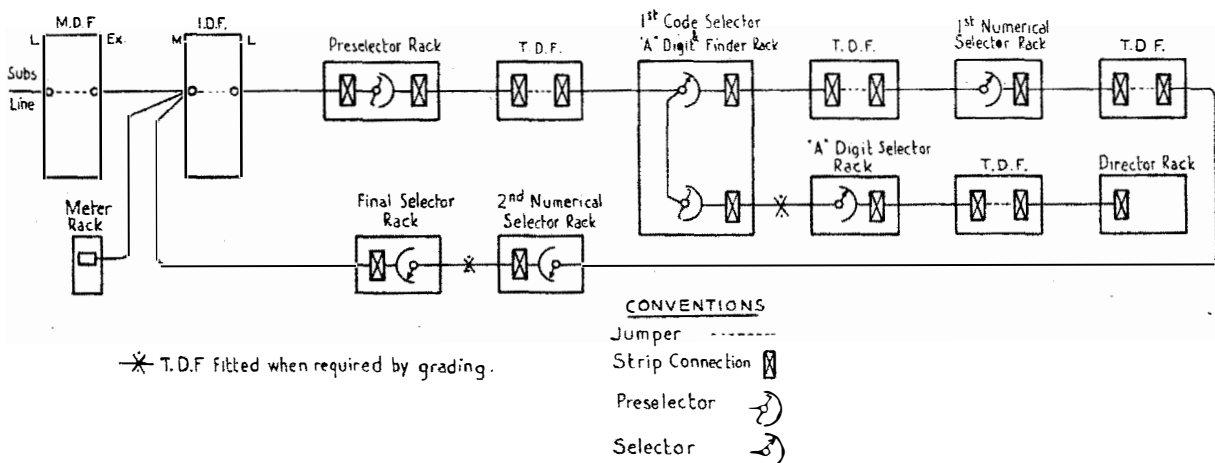 M.D.F
L
Ex.
Subs
Line
I.D.F.
M
L
Preselector Rack
T.D.F.
1st Code Selector
&
"A" Digit Finder Rack
T.D.F.
1st Numerical
Selector Rack
T.D F.
Meter
Rack
Final Selector
Rack
2nd Numerical
Selector Rack
"A" Digit Selector
Rack
T.D.F.
Director Rack
T.D.F fitted when required by grading.
CONVENTIONS
Jumper
Strip Connection
Preselector
Selector